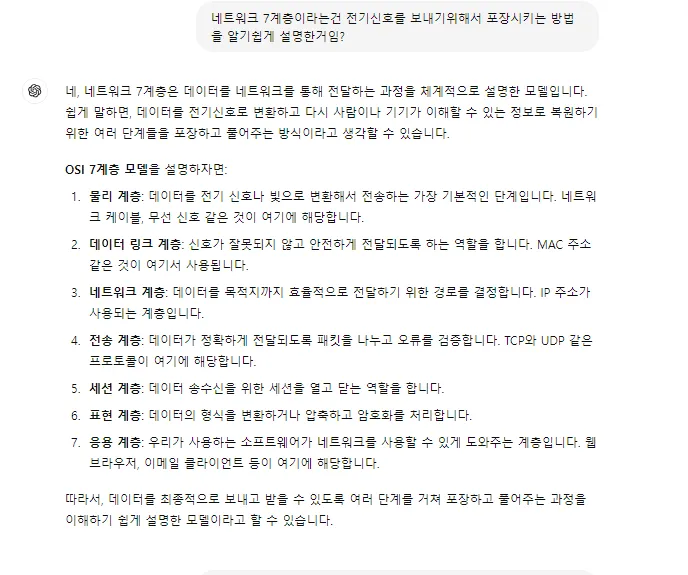 네트워크 7계층이라는건 전기신호를 보내기위해서 포장시키는 방법
을 알기쉽게 설명한거임?
네, 네트워크 7계층은 데이터를 네트워크를 통해 전달하는 과정을 체계적으로 설명한 모델입니다.
쉽게 말하면, 데이터를 전기신호로 변환하고 다시 사람이나 기기가 이해할 수 있는 정보로 복원하기
위한 여러 단계들을 포장하고 풀어주는 방식이라고 생각할 수 있습니다.
OSI 7계층 모델을 설명하자면:
1. 물리 계층: 데이터를 전기 신호나 빛으로 변환해서 전송하는 가장 기본적인 단계입니다. 네트워
크 케이블, 무선 신호 같은 것이 여기에 해당합니다.
2. 데이터 링크 계층: 신호가 잘못되지 않고 안전하게 전달되도록 하는 역할을 합니다. MAC 주소
같은 것이 여기서 사용됩니다.
3. 네트워크 계층: 데이터를 목적지까지 효율적으로 전달하기 위한 경로를 결정합니다. IP 주소가
사용되는 계층입니다.
4. 전송 계층: 데이터가 정확하게 전달되도록 패킷을 나누고 오류를 검증합니다. TCP와 UDP 같은
프로토콜이 여기에 해당합니다.
5. 세션 계층: 데이터 송수신을 위한 세션을 열고 닫는 역할을 합니다.
6. 표현 계층: 데이터의 형식을 변환하거나 압축하고 암호화를 처리합니다.
7. 응용 계층: 우리가 사용하는 소프트웨어가 네트워크를 사용할 수 있게 도와주는 계층입니다. 웹
브라우저, 이메일 클라이언트 등이 여기에 해당합니다.
따라서, 데이터를 최종적으로 보내고 받을 수 있도록 여러 단계를 거쳐 포장하고 풀어주는 과정을
이해하기 쉽게 설명한 모델이라고 할 수 있습니다.